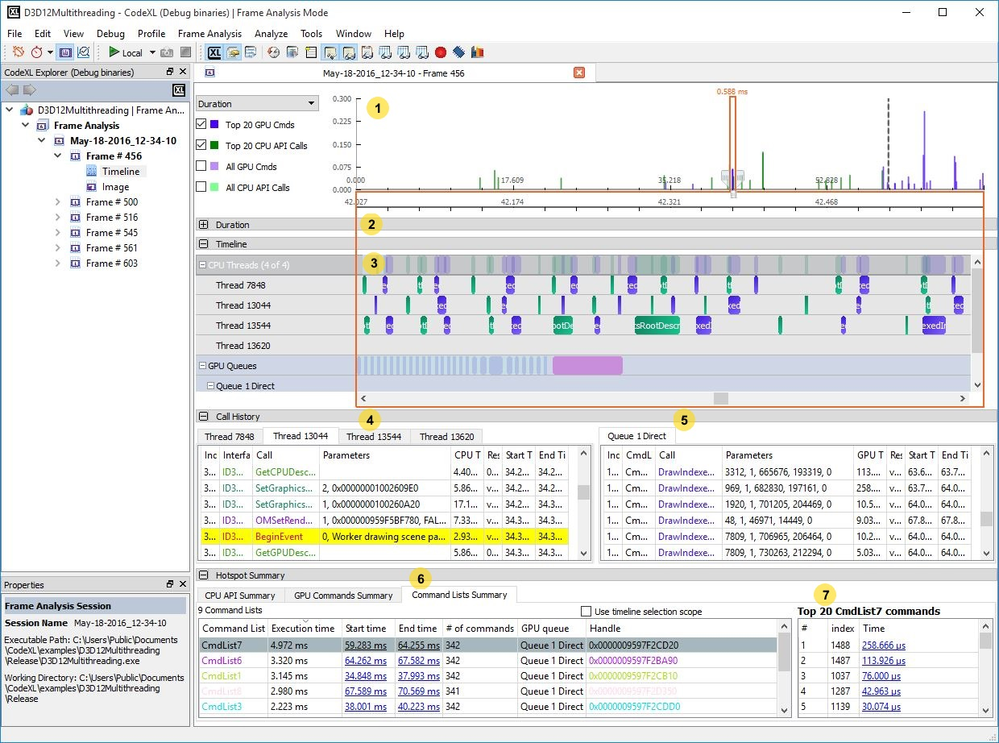 XL D3D12Multithreading - CodeXL (Debug binaries) | Frame Analysis Mode
File Edit View Debug Profile Frame Analysis Analyze Tools Window Help
Local XL
CodeXL Explorer (Debug binaries)
XL
D3D12Multithreading | Frame An...
Frame Analysis
May-18-2016_12-34-10
Frame # 456
Timeline
Image
Frame # 500
Frame # 516
Frame # 545
Frame # 561
Frame # 603
Properties
Frame Analysis Session
Session Name May-18-2016_12-34-10
Executable Path: C:\Users\Public\Documents
\CodeXL\examples\D3D12Multithreading
\Release\D3D12Multithreading.exe
Working Directory: C:\Users\Public\Documents
\CodeXL\examples\D3D12Multithreading
\Release
May-18-2016_12-34-10 - Frame 456
Duration
Top 20 GPU Cmds
Top 20 CPU API Calls
All GPU Cmds
All CPU API Calls
1
0.588 ms
0.300
0.225
0.150
0.075
0.000
0.000 17.609 35.218 52.828
42.027 42.174 42.321 42.468
Duration
2
Timeline
CPU Threads (4 of 4)
3
Thread 7848
Thread 13044
Thread 13544
otDe
sRootDescr
xedI
exedIn
Thread 13620
GPU Queues
Queue 1 Direct
Call History
4
5
Thread 7848 Thread 13044 Thread 13544 Thread 13620
Inc Interfa Call Parameters CPU T Res Start T End Ti
3... ID3... GetCPUDesc... 4.40... 0... 34.2... 34.2...
3... ID3... SetGraphics... 2, 0x00000001002609E0 5.86... v... 34.2... 34.2...
3... ID3... SetGraphics... 1, 0x0000000100260A20 17.1... v... 34.2... 34.2...
3... ID3... OMSetRend... 1, 0x000000959F5BF780, FAL... 7.33... v... 34.3... 34.3...
3... ID3... BeginEvent 0, Worker drawing scene pa... 2.93... v... 34.3... 34.3...
3... ID3... GetGPUDesc... 5.86... 0... 34.3... 34.3...
Queue 1 Direct
Inc CmdL Call Parameters GPU T Res Start T End Ti
1... Cm... DrawIndexe... 3312, 1, 665676, 193319, 0 113.... v... 63.6... 63.7...
1... Cm... DrawIndexe... 969, 1, 682830, 197161, 0 258.... v... 63.7... 64.0...
1... Cm... DrawIndexe... 1920, 1, 701205, 204469, 0 10.5... v... 64.0... 64.0...
1... Cm... DrawIndexe... 48, 1, 46971, 14449, 0 9.03... v... 67.8... 67.8...
1... Cm... DrawIndexe... 7809, 1, 706965, 206464, 0 10.2... v... 64.0... 64.0...
1... Cm... DrawIndexe... 7809, 1, 730263, 212294, 0 5.03... v... 64.0... 64.0...
Hotspot Summary
6
CPU API Summary GPU Commands Summary Command Lists Summary
9 Command Lists
Use timeline selection scope
Command List Execution time Start time End time # of commands GPU queue Handle
CmdList7 4.972 ms 59.283 ms 64.255 ms 342 Queue 1 Direct 0x0000009597F2CD20
CmdList6 3.320 ms 64.262 ms 67.582 ms 342 Queue 1 Direct 0x0000009597F2BA90
CmdList1 3.145 ms 34.848 ms 37.993 ms 342 Queue 1 Direct 0x0000009597F2CB10
CmdList8 2.980 ms 67.589 ms 70.569 ms 341 Queue 1 Direct 0x0000009597F2D250
CmdList3 2.223 ms 38.001 ms 40.223 ms 342 Queue 1 Direct 0x0000009597F2CDD0
7
Top 20 CmdList7 commands
# index Time
1 1488 258.666 µs
2 1487 113.926 µs
3 1037 76.000 µs
4 1287 42.963 µs
5 1139 30.074 µs